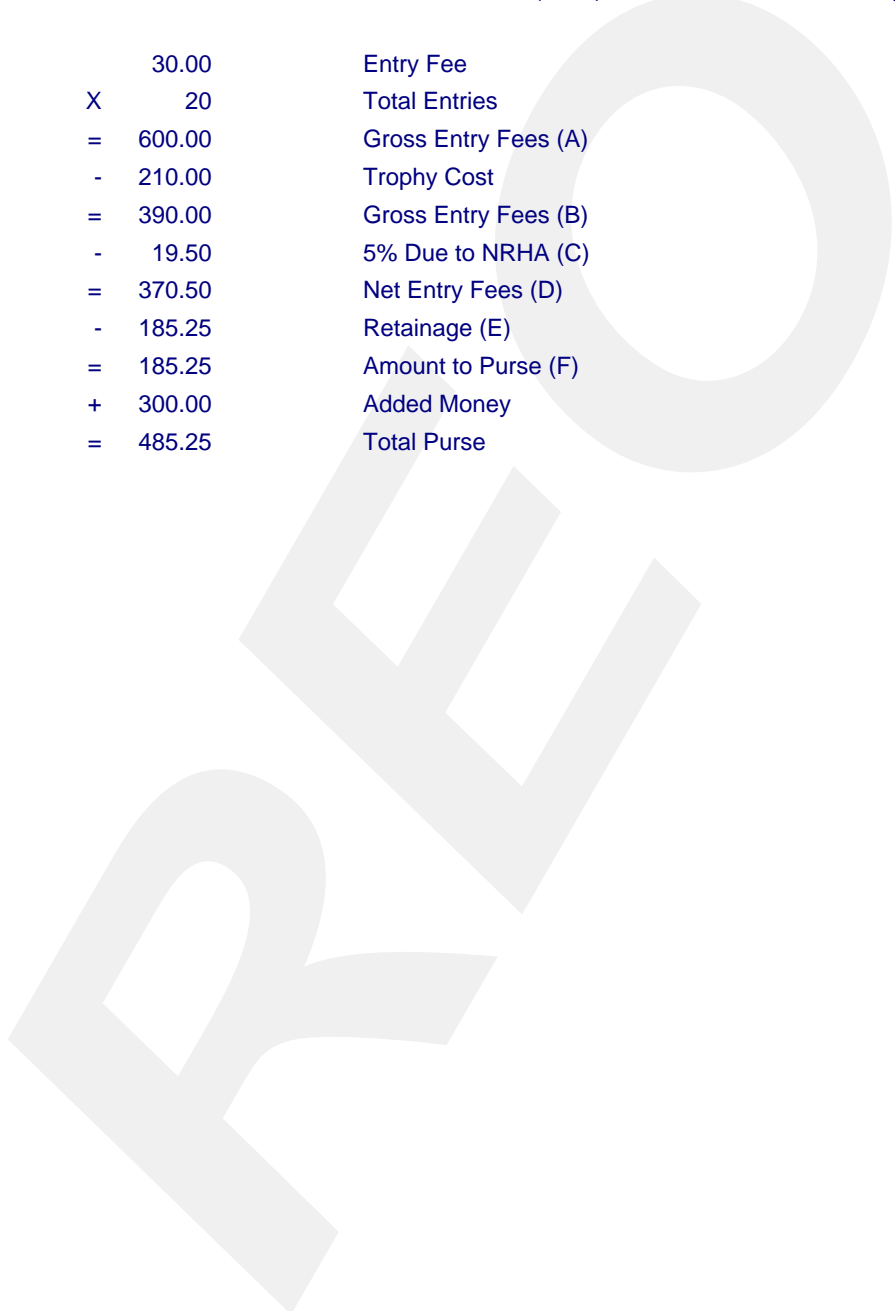 30.00 Entry Fee
X 20 Total Entries
= 600.00 Gross Entry Fees (A)
- 210.00 Trophy Cost
= 390.00 Gross Entry Fees (B)
- 19.50 5% Due to NRHA (C)
= 370.50 Net Entry Fees (D)
- 185.25 Retainage (E)
= 185.25 Amount to Purse (F)
+ 300.00 Added Money
= 485.25 Total Purse
REO